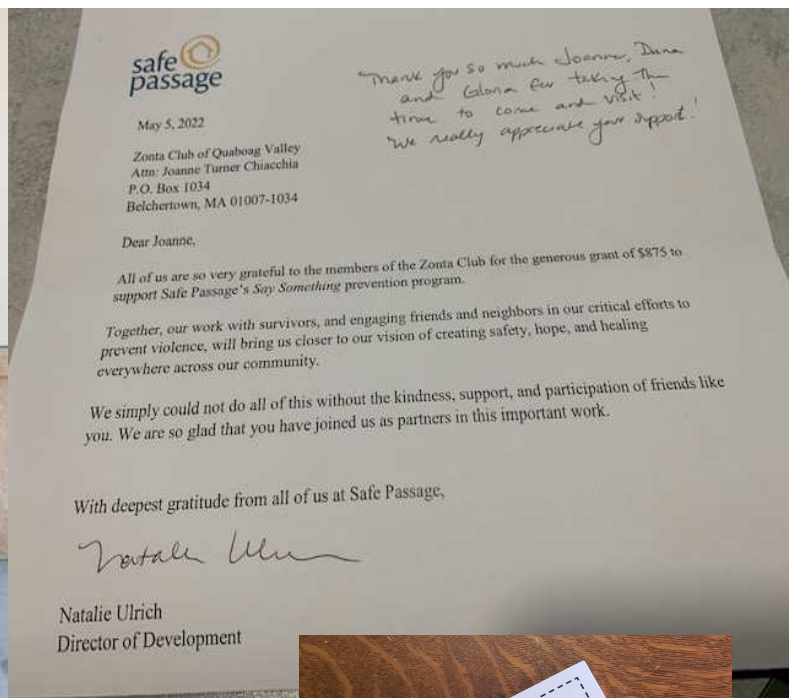 safe
passage
Thank you so much Joanne, Dana
and Gloria for taking the
time to come and visit!
We really appreciate your support!
May 5, 2022
Zonta Club of Quaboag Valley
Attn: Joanne Turner Chiacchia
P.O. Box 1034
Belchertown, MA 01007-1034
Dear Joanne,
All of us are so very grateful to the members of the Zonta Club for the generous grant of $875 to
support Safe Passage's Say Something prevention program.
Together, our work with survivors, and engaging friends and neighbors in our critical efforts to
prevent violence, will bring us closer to our vision of creating safety, hope, and healing
everywhere across our community.
We simply could not do all of this without the kindness, support, and participation of friends like
you. We are so glad that you have joined us as partners in this important work.
With deepest gratitude from all of us at Safe Passage,
Natalie Ulrich
Natalie Ulrich
Director of Development